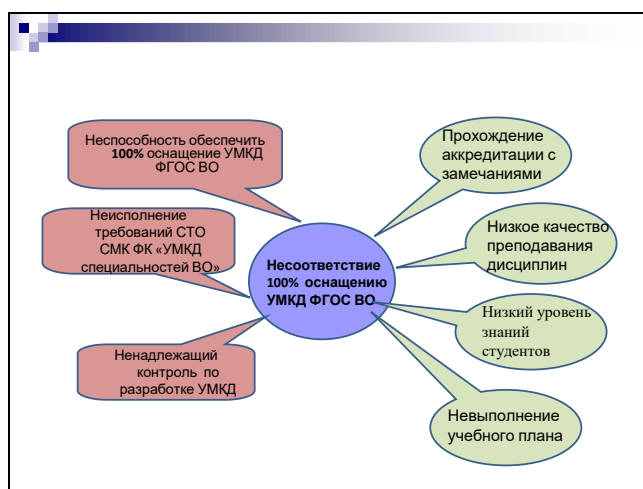 Неспособность обеспечить
100% оснащение УМКД
ФГОС ВО
Неисполнение
требований СТО
СМК ФК «УМКД
специальностей ВО»
Ненадлежащий
контроль по
разработке УМКД
Несоответствие
100% оснащению
УМКД ФГОС ВО
Прохождение
аккредитации с
замечаниями
Низкое качество
преподавания
дисциплин
Низкий уровень
знаний
студентов
Невыполнение
учебного плана